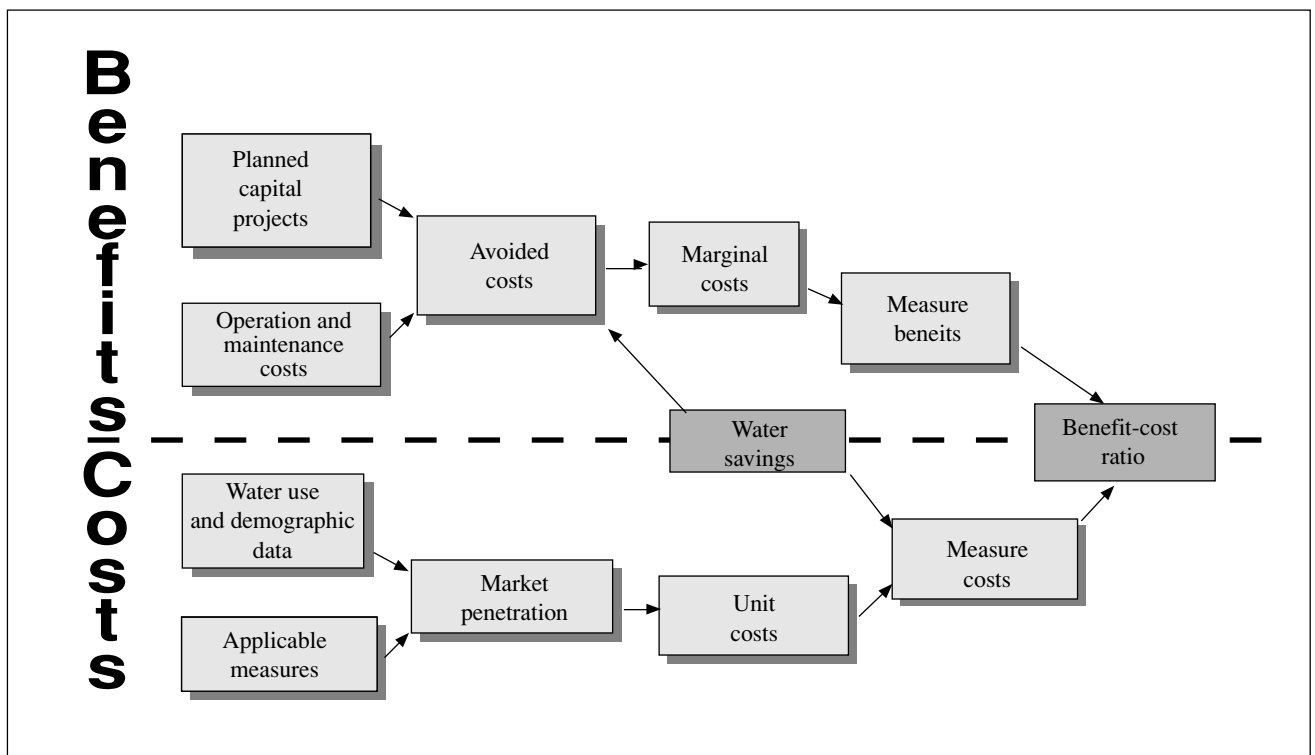 Benefits
Planned
capital
projects
Operation and
maintenance
costs
Avoided
costs
Marginal
costs
Measure
beneits
Water
savings
Benefit-cost
ratio
Costs
Water use
and demographic
data
Applicable
measures
Market
penetration
Unit
costs
Measure
costs